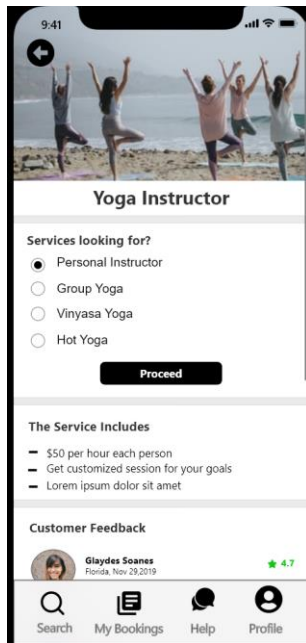 9:41
Yoga Instructor
Services looking for?
Personal Instructor
Group Yoga
Vinyasa Yoga
Hot Yoga
Proceed
The Service Includes
$50 per hour each person
Get customized session for your goals
Lorem ipsum dolor sit amet
Customer Feedback
Glaydes Soanes
4.7
Florida, Nov 29,2019
Search My Bookings Help Profile